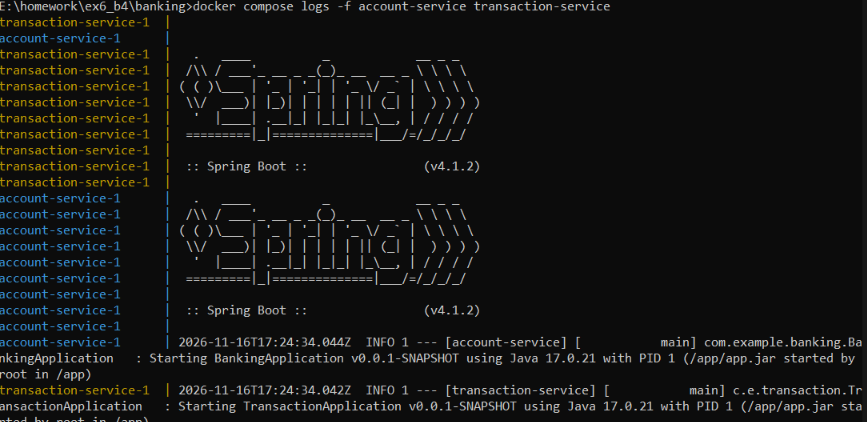 E:\homework\ex6_b4\banking>docker compose logs -f account-service transaction-service
transaction-service-1  |
account-service-1      |
transaction-service-1  |   .   ____          _            __ _ _
transaction-service-1  |  /\\ / ___'_ __ _ _(_)_ __  __ _ \ \ \ \
transaction-service-1  | ( ( )\___ | '_ | '_| | '_ \/ _` | \ \ \ \
transaction-service-1  |  \\/  ___)| |_)| | | | | || (_| |  ) ) ) )
transaction-service-1  |   '  |____| .__|_| |_|_| |_\__, | / / / /
transaction-service-1  |  =========|_|==============|___/=/_/_/_/
transaction-service-1  |
transaction-service-1  |  :: Spring Boot ::                (v4.1.2)
transaction-service-1  |
account-service-1      |   .   ____          _            __ _ _
account-service-1      |  /\\ / ___'_ __ _ _(_)_ __  __ _ \ \ \ \
account-service-1      | ( ( )\___ | '_ | '_| | '_ \/ _` | \ \ \ \
account-service-1      |  \\/  ___)| |_)| | | | | || (_| |  ) ) ) )
account-service-1      |   '  |____| .__|_| |_|_| |_\__, | / / / /
account-service-1      |  =========|_|==============|___/=/_/_/_/
account-service-1      |
account-service-1      |  :: Spring Boot ::                (v4.1.2)
account-service-1      |
account-service-1      | 2026-11-16T17:24:34.044Z  INFO 1 --- [account-service] [           main] com.example.banking.Ba
nkingApplication   : Starting BankingApplication v0.0.1-SNAPSHOT using Java 17.0.21 with PID 1 (/app/app.jar started by
root in /app)
transaction-service-1  | 2026-11-16T17:24:34.042Z  INFO 1 --- [transaction-service] [           main] c.e.transaction.Tr
ansactionApplication   : Starting TransactionApplication v0.0.1-SNAPSHOT using Java 17.0.21 with PID 1 (/app/app.jar sta
rted by root in /app)